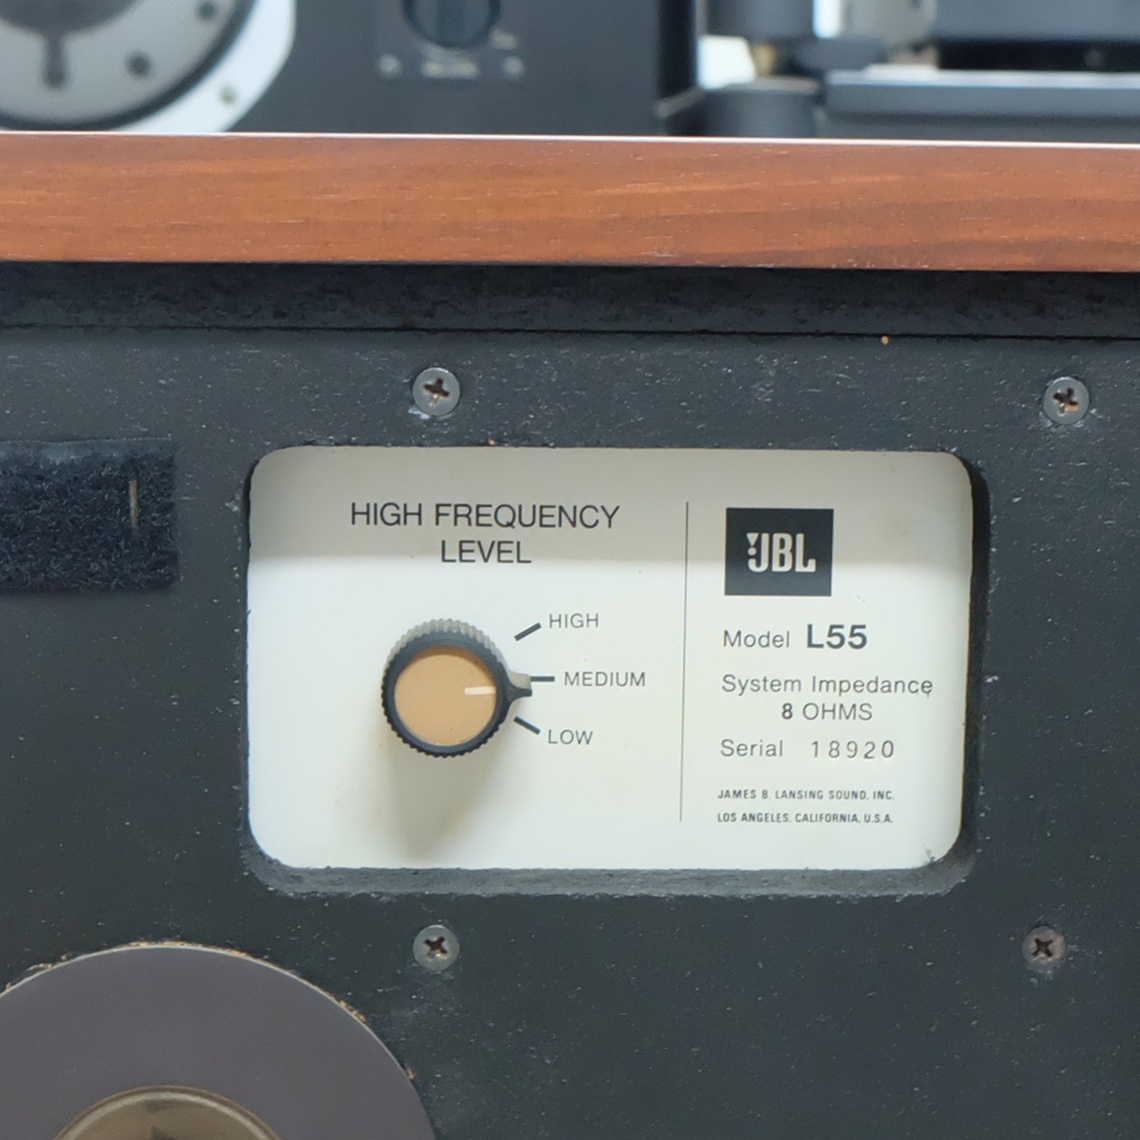 HIGH FREQUENCY
LEVEL
HIGH
MEDIUM
LOW
JBL
Model L55
System Impedance
8 OHMS
Serial 18920
JAMES B. LANSING SOUND, INC.
LOS ANGELES, CALIFORNIA, U.S.A.